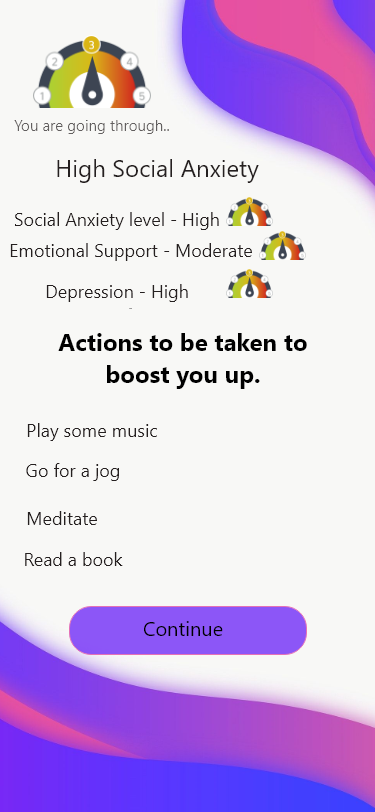 3
2 4
1 5
You are going through..
High Social Anxiety
Social Anxiety level - High
Emotional Support - Moderate
Depression - High
Actions to be taken to
boost you up.
Play some music
Go for a jog
Meditate
Read a book
Continue